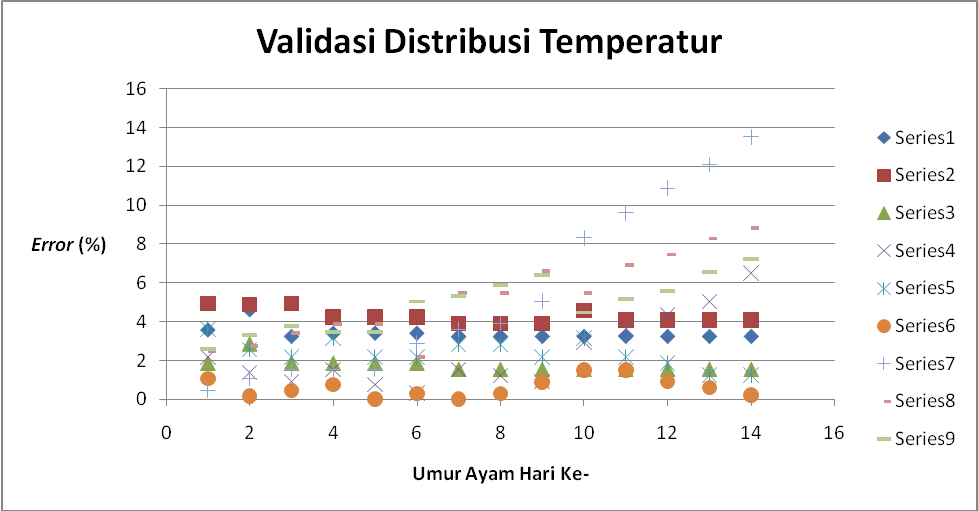 Validasi Distribusi Temperatur
16
14
12
10
8
6
4
2
0
Error (%)
0 2 4 6 8 10 12 14 16
Umur Ayam Hari Ke-
Series1
Series2
Series3
Series4
Series5
Series6
Series7
Series8
Series9